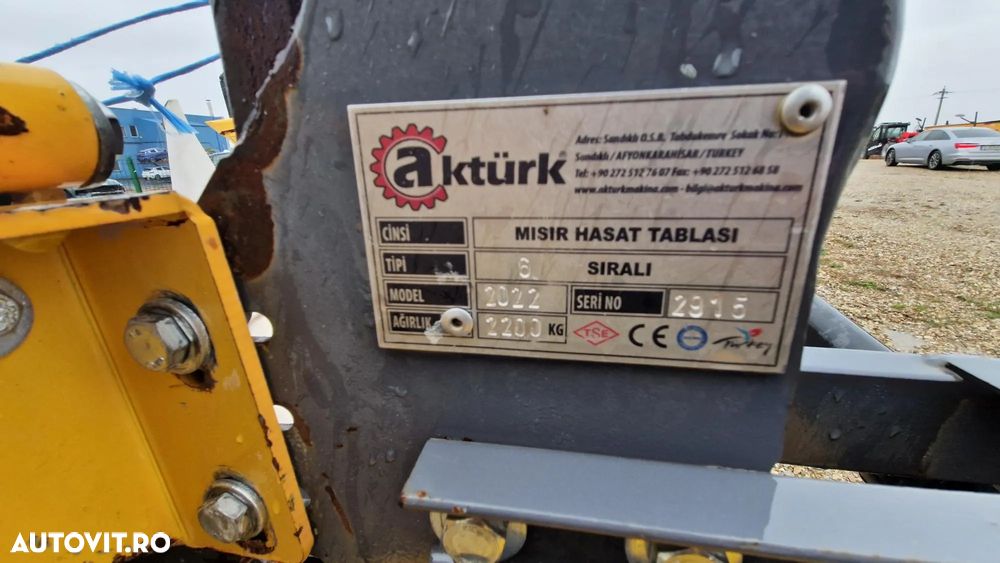 aktürk
Adres: Sandıklı O.S.B. Tabdukemre Sokak No:
Sandıklı / AFYONKARAHİSAR / TURKEY
Tel: +90 272 512 76 07 Fax: +90 272 512 68 58
www.akturkmakina.com - bilgi@akturkmakina.com
CİNSİ MISIR HASAT TABLASI
TİPİ 6 SIRALI
MODEL 2022 SERİ NO 2915
AĞIRLIK 2200 KG TSE CE Turkey
AUTOVIT.RO